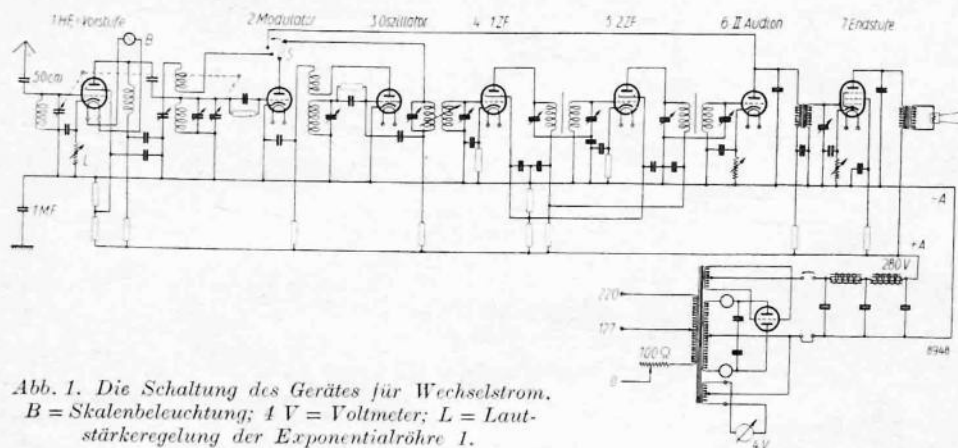 1.HF=Vorstufe 2.Modulator 3.Oszillator 4. 1.ZF 5. 2.ZF 6. II Audion 7.Endstufe
B
S
50cm
L
1MF
-A
+A
280V
220
127
100Ω
0
4V
8948
Abb. 1. Die Schaltung des Gerätes für Wechselstrom.
B = Skalenbeleuchtung; 4 V = Voltmeter; L = Laut-
stärkeregelung der Exponentialröhre 1.